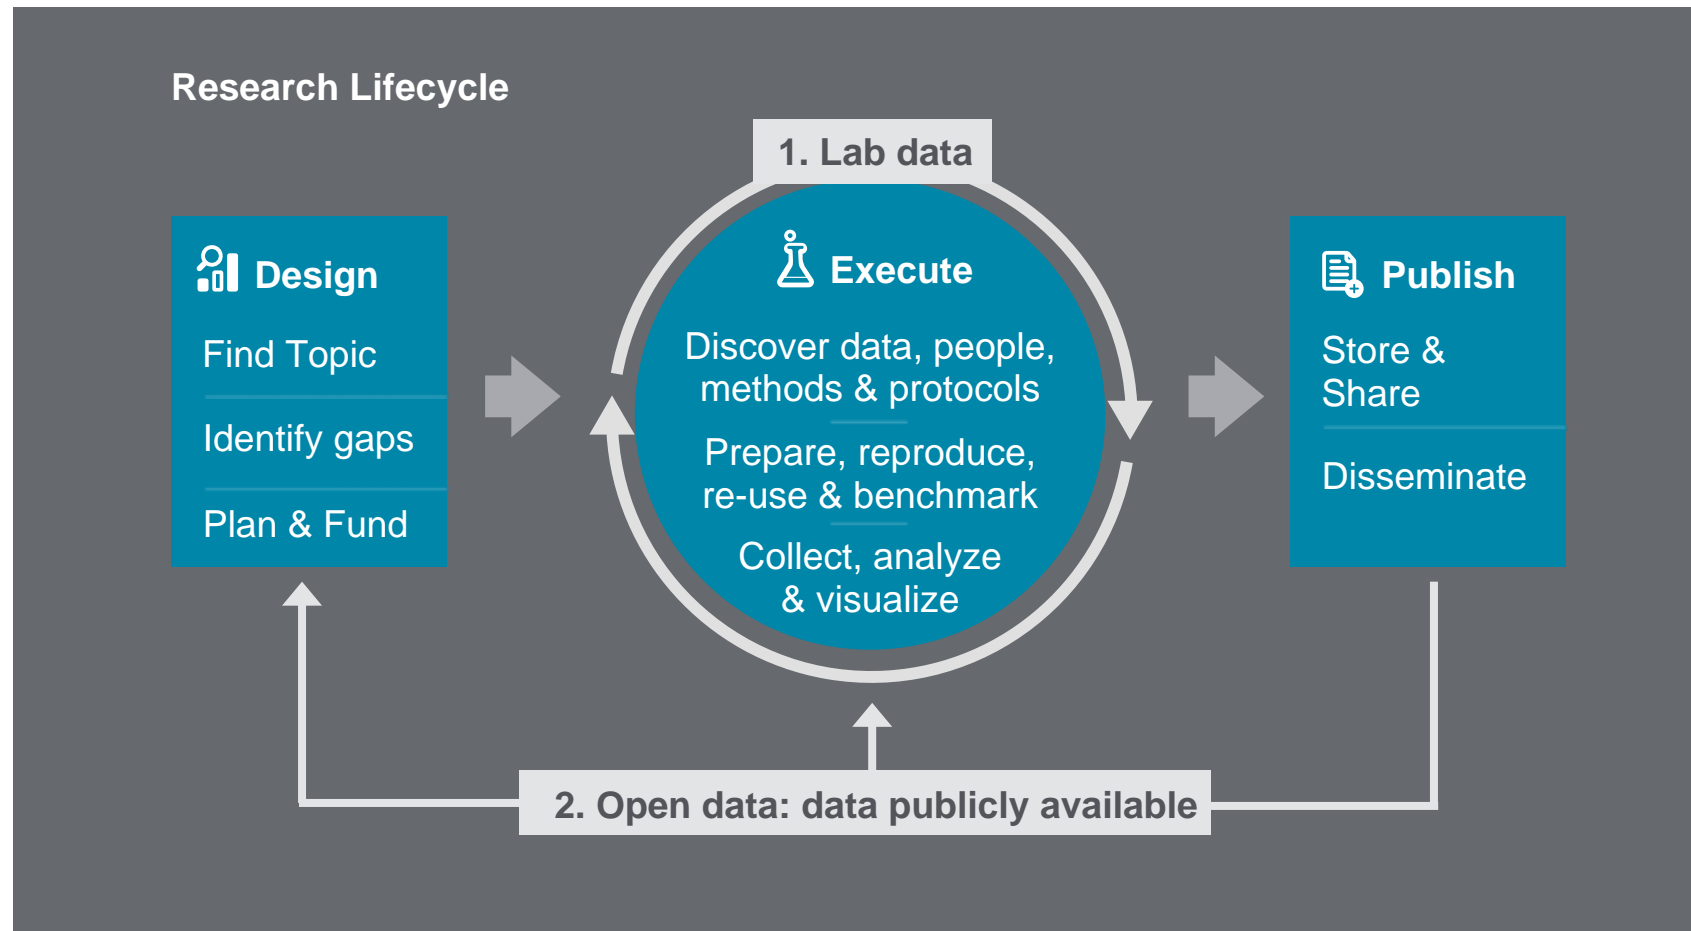 Research Lifecycle
1. Lab data
Design
Find Topic
Identify gaps
Plan & Fund
Execute
Discover data, people,
methods & protocols
Prepare, reproduce,
re-use & benchmark
Collect, analyze
& visualize
Publish
Store &
Share
Disseminate
2. Open data: data publicly available